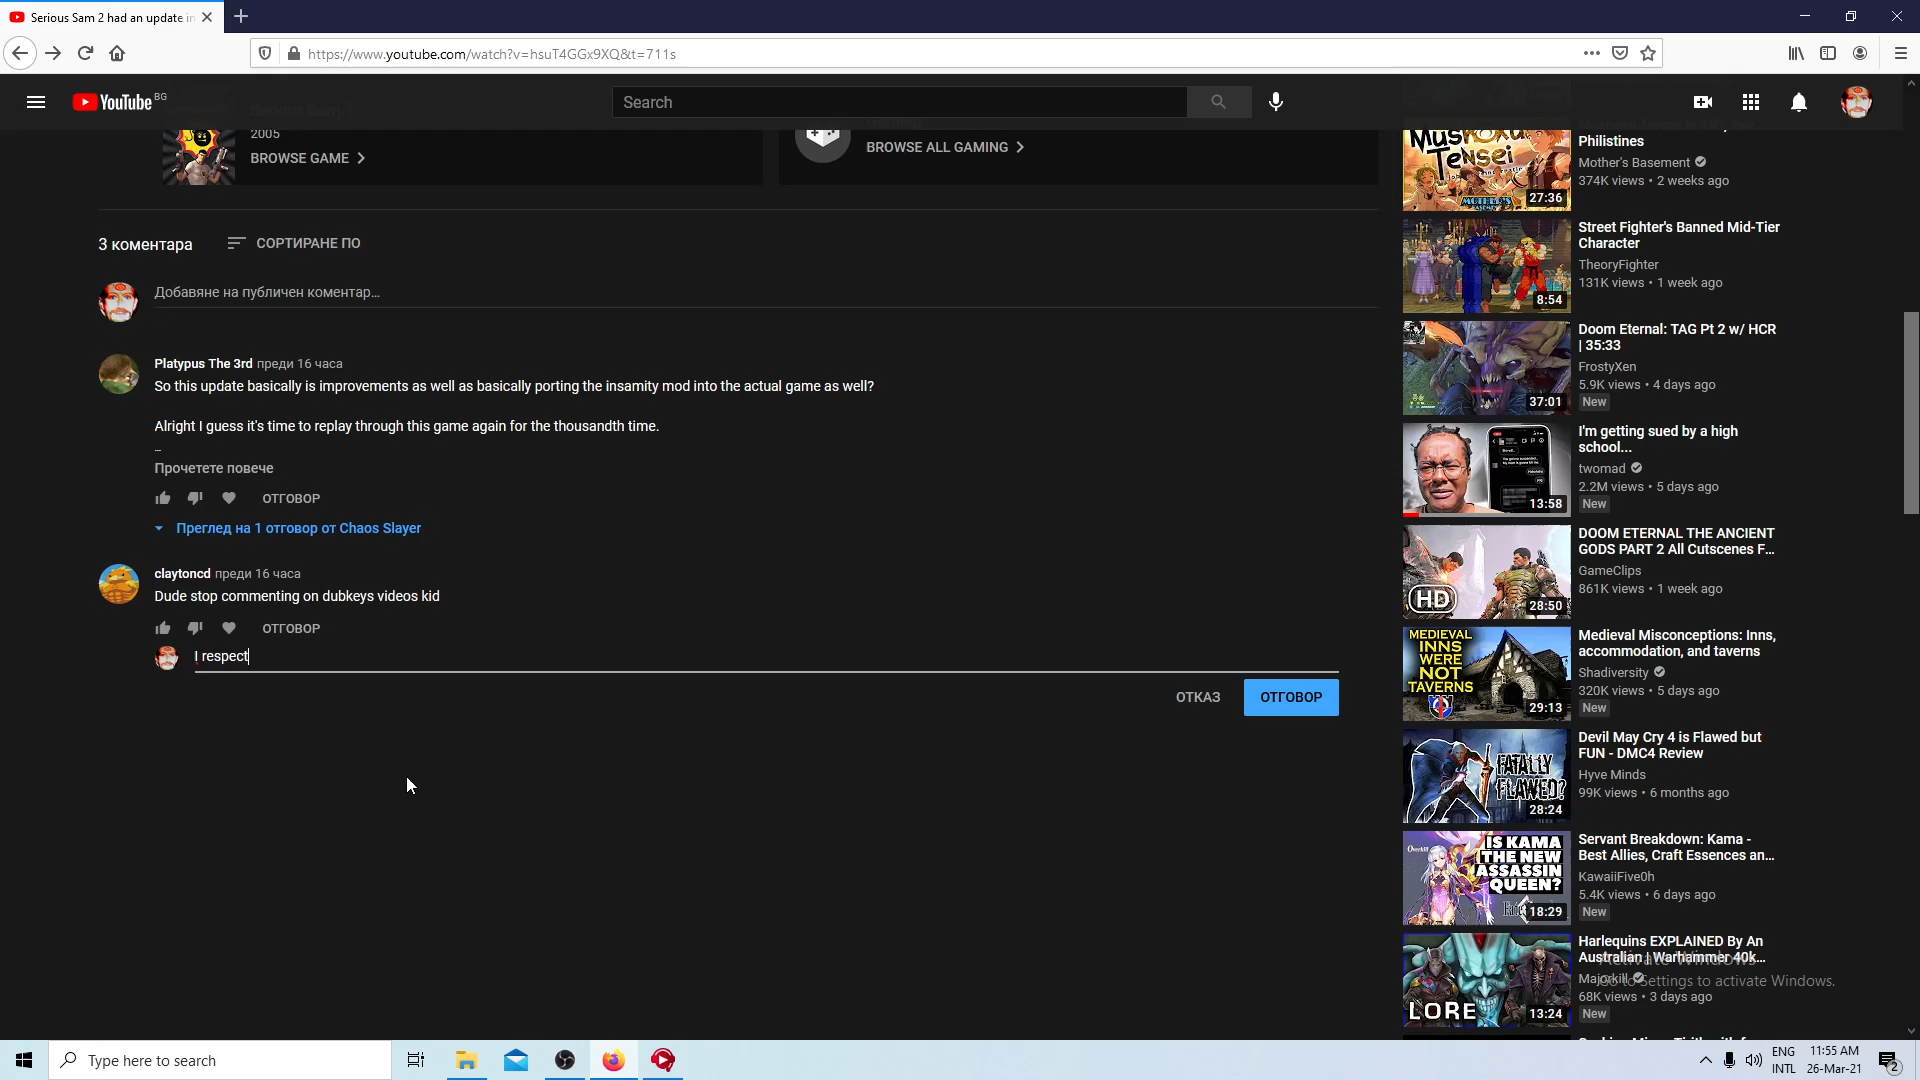 Serious Sam 2 had an update in
https://www.youtube.com/watch?v=hsuT4GGx9XQ&t=711s
YouTube BG
Search
2005
BROWSE GAME
BROWSE ALL GAMING
3 коментара
СОРТИРАНЕ ПО
Добавяне на публичен коментар...
Platypus The 3rd преди 16 часа
So this update basically is improvements as well as basically porting the insamity mod into the actual game as well?
Alright I guess it's time to replay through this game again for the thousandth time.
Прочетете повече
ОТГОВОР
Преглед на 1 отговор от Chaos Slayer
claytoncd преди 16 часа
Dude stop commenting on dubkeys videos kid
ОТГОВОР
I respect
ОТКАЗ
ОТГОВОР
Tensei
27:36
Philistines
Mother's Basement
374K views • 2 weeks ago
8:54
Street Fighter's Banned Mid-Tier
Character
TheoryFighter
131K views • 1 week ago
37:01
Doom Eternal: TAG Pt 2 w/ HCR
| 35:33
FrostyXen
5.9K views • 4 days ago
New
13:58
I'm getting sued by a high
school...
twomad
2.2M views • 5 days ago
New
HD
28:50
DOOM ETERNAL THE ANCIENT
GODS PART 2 All Cutscenes F...
GameClips
861K views • 1 week ago
MEDIEVAL
INNS
WERE
NOT
TAVERNS
29:13
Medieval Misconceptions: Inns,
accommodation, and taverns
Shadiversity
320K views • 5 days ago
New
FATALLY
FLAWED?
28:24
Devil May Cry 4 is Flawed but
FUN - DMC4 Review
Hyve Minds
99K views • 6 months ago
IS KAMA
THE NEW
ASSASSIN
QUEEN?
18:29
Servant Breakdown: Kama -
Best Allies, Craft Essences an...
KawaiiFive0h
5.4K views • 6 days ago
New
LORE
13:24
Harlequins EXPLAINED By An
Australian | Warhammer 40k...
Majorkill
68K views • 3 days ago
New
Activate Windows
Go to Settings to activate Windows.
Type here to search
ENG
INTL
11:55 AM
26-Mar-21
2